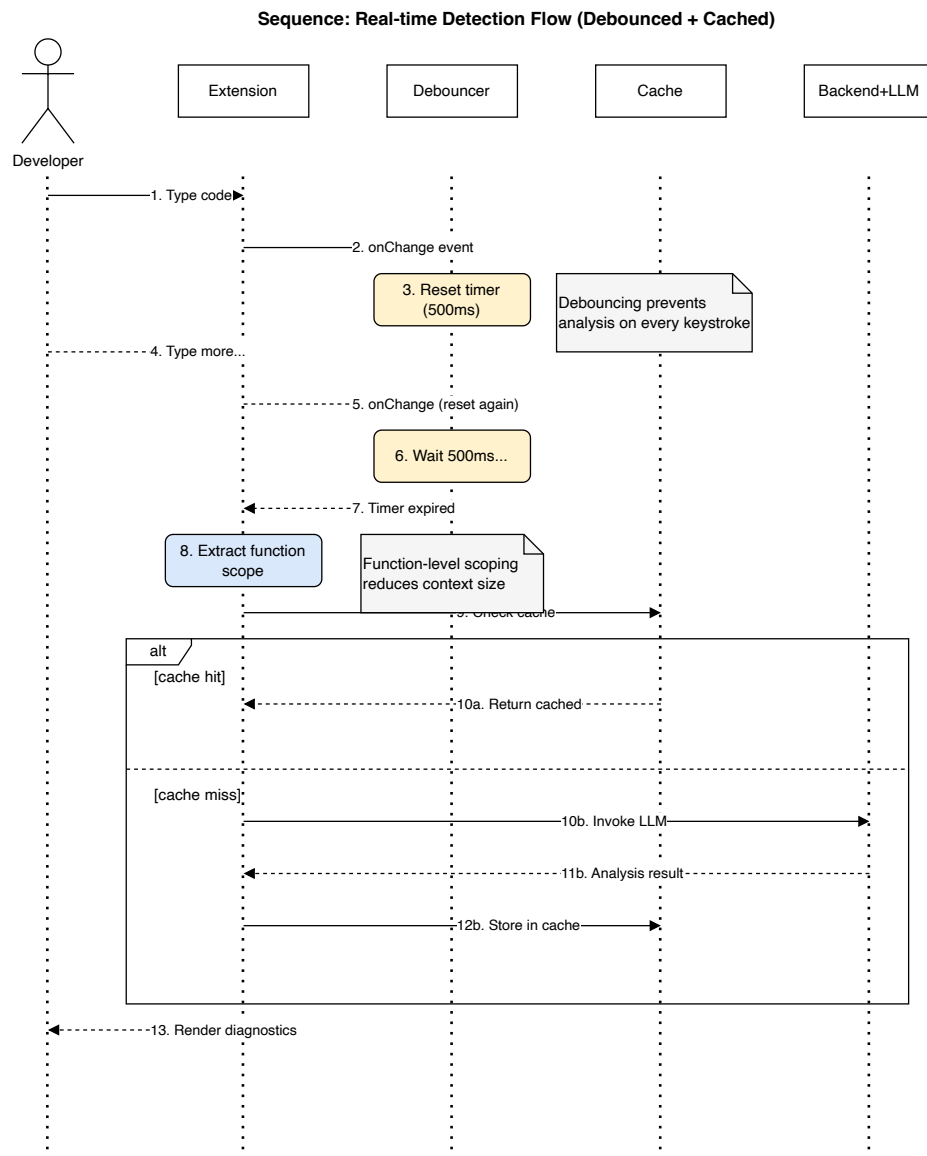 Sequence: Real-time Detection Flow (Debounced + Cached)
Developer
Extension
Debouncer
Cache
Backend+LLM
1. Type code
2. onChange event
3. Reset timer
(500ms)
Debouncing prevents
analysis on every keystroke
4. Type more...
5. onChange (reset again)
6. Wait 500ms...
7. Timer expired
8. Extract function
scope
Function-level scoping
reduces context size
9. Check cache
alt
[cache hit]
10a. Return cached
[cache miss]
10b. Invoke LLM
11b. Analysis result
12b. Store in cache
13. Render diagnostics